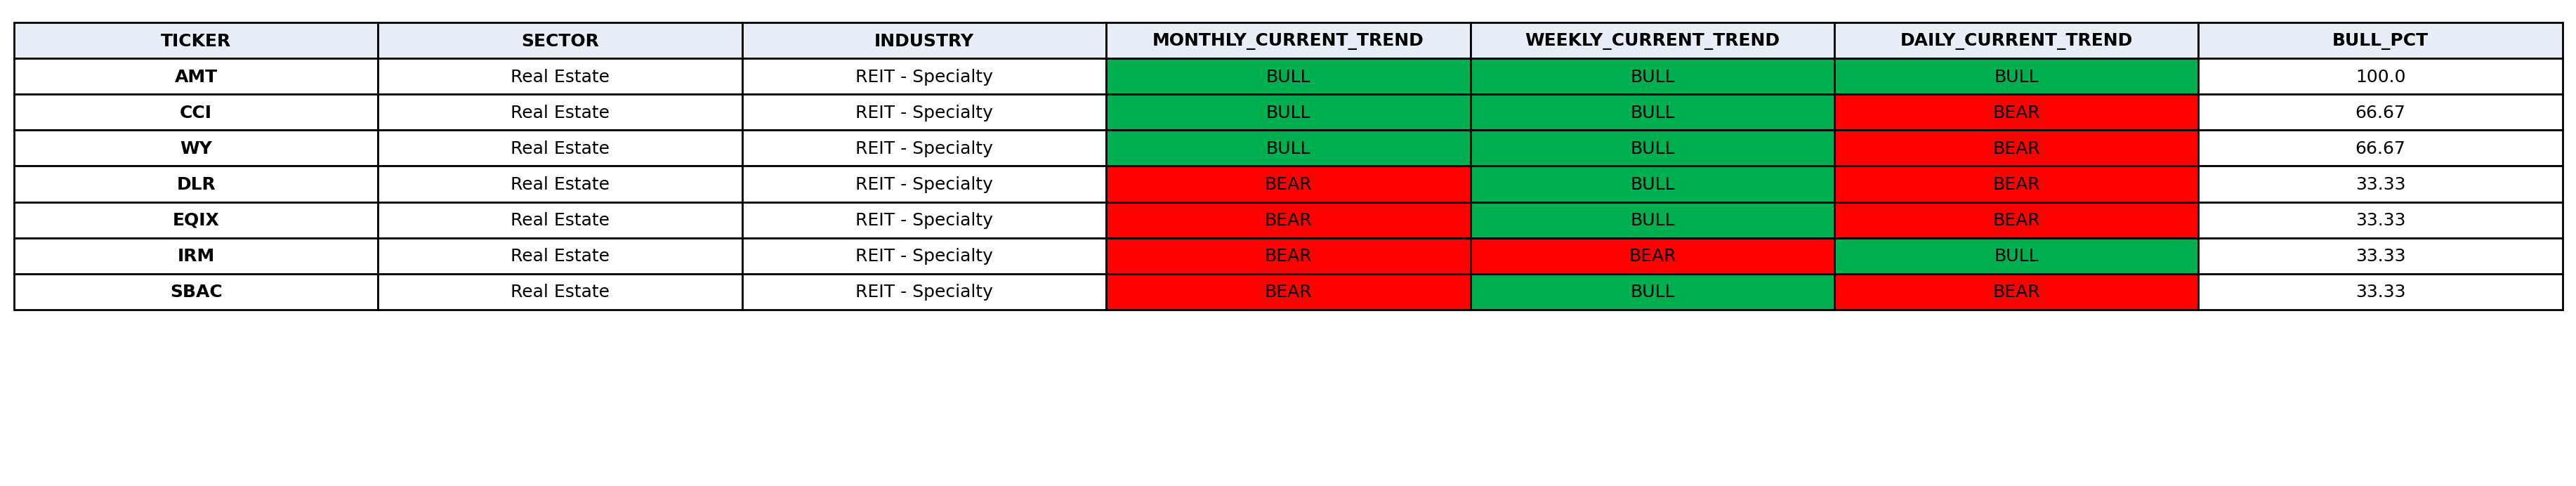 TICKER SECTOR INDUSTRY MONTHLY_CURRENT_TREND WEEKLY_CURRENT_TREND DAILY_CURRENT_TREND BULL_PCT
AMT Real Estate REIT - Specialty BULL BULL BULL 100.0
CCI Real Estate REIT - Specialty BULL BULL BEAR 66.67
WY Real Estate REIT - Specialty BULL BULL BEAR 66.67
DLR Real Estate REIT - Specialty BEAR BULL BEAR 33.33
EQIX Real Estate REIT - Specialty BEAR BULL BEAR 33.33
IRM Real Estate REIT - Specialty BEAR BEAR BULL 33.33
SBAC Real Estate REIT - Specialty BEAR BULL BEAR 33.33